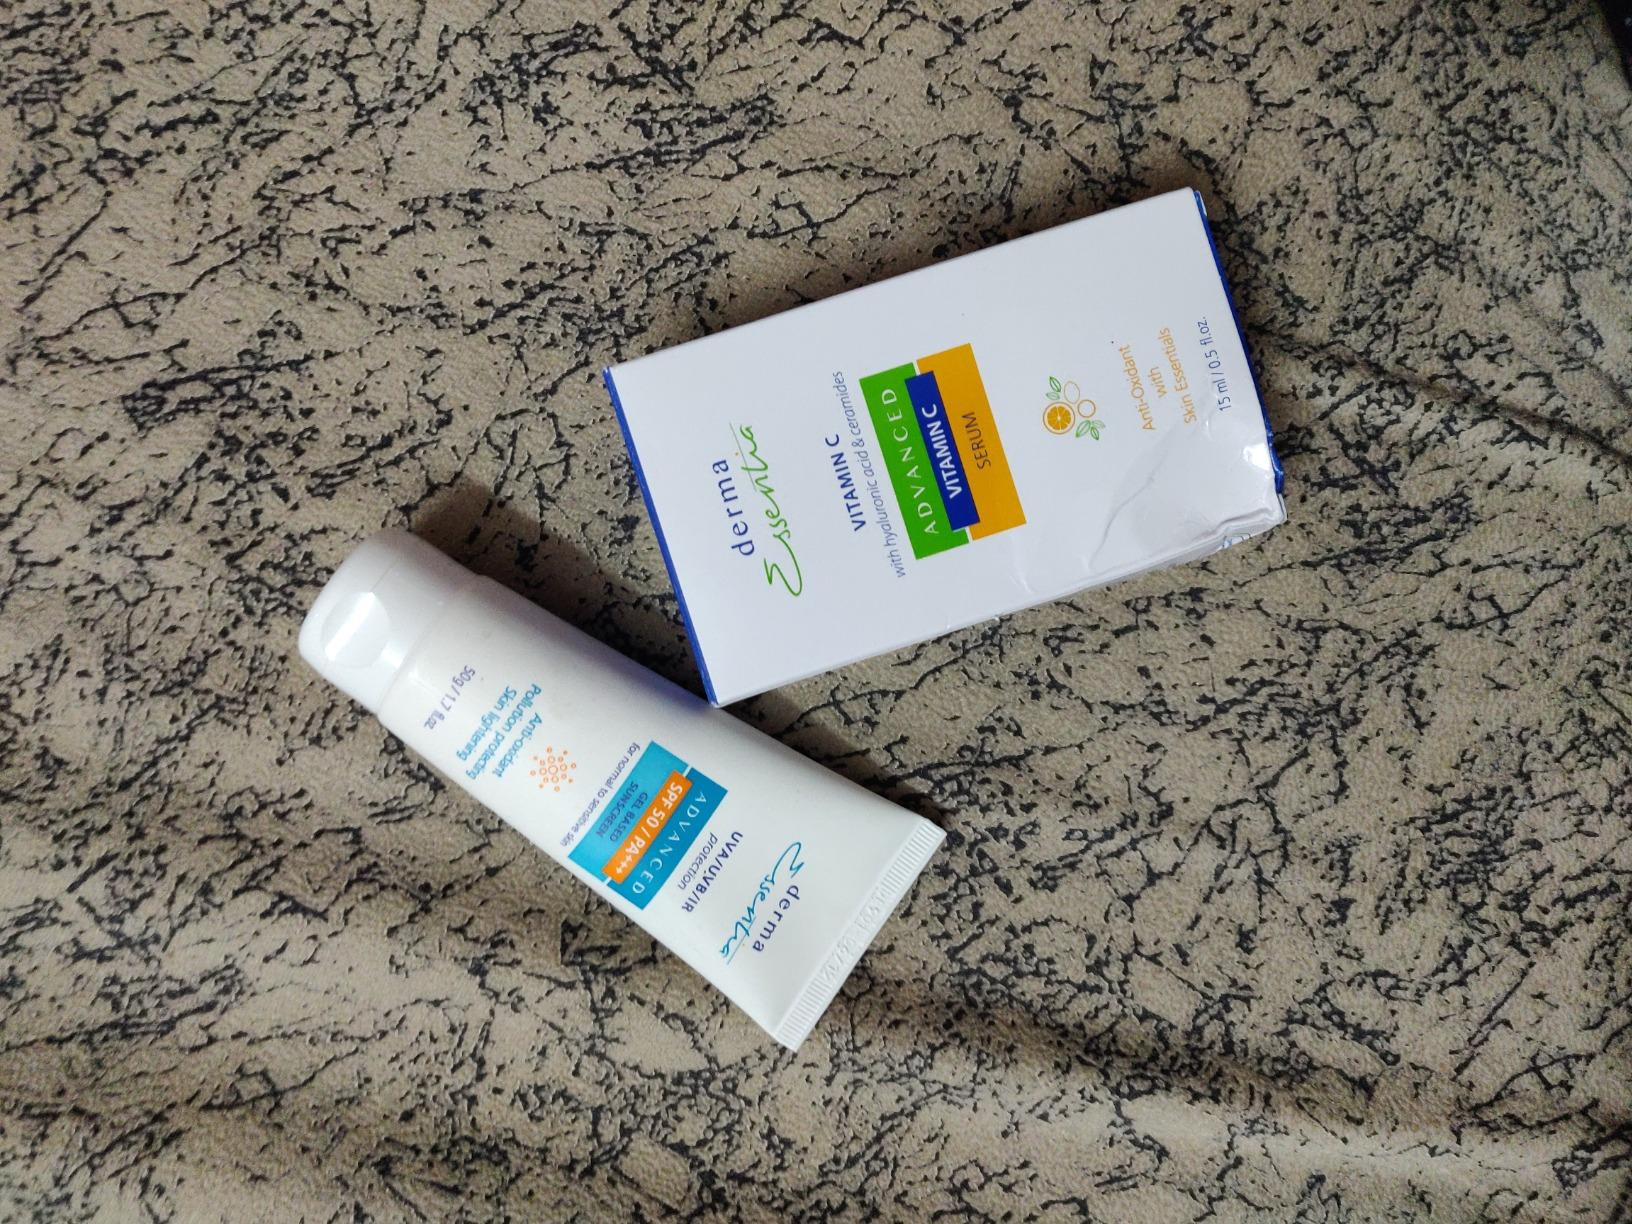 derma
Essentia
VITAMIN C
with hyaluronic acid & ceramides
ADVANCED
VITAMIN C
SERUM
Anti-Oxidant
with
Skin Essentials
15 ml / 0.5 fl.oz.
derma
Essentia
UVA/UVB/IR
protection
ADVANCED
SPF 50 / PA+++
GEL BASED
SUNSCREEN
for normal to sensitive skin
Anti-oxidant
Pollution protecting
Skin lightening
50g / 1.7 fl.oz